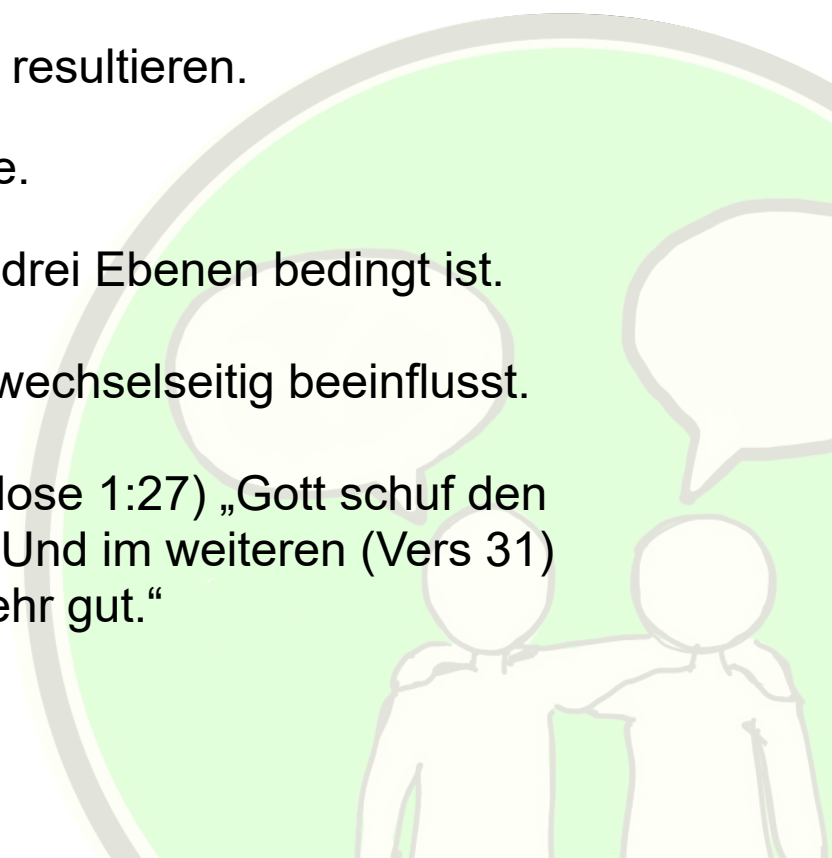 resultieren.
e.
drei Ebenen bedingt ist.
wechselseitig beeinflusst.
lose 1:27) „Gott schuf den
Und im weiteren (Vers 31)
ehr gut.“